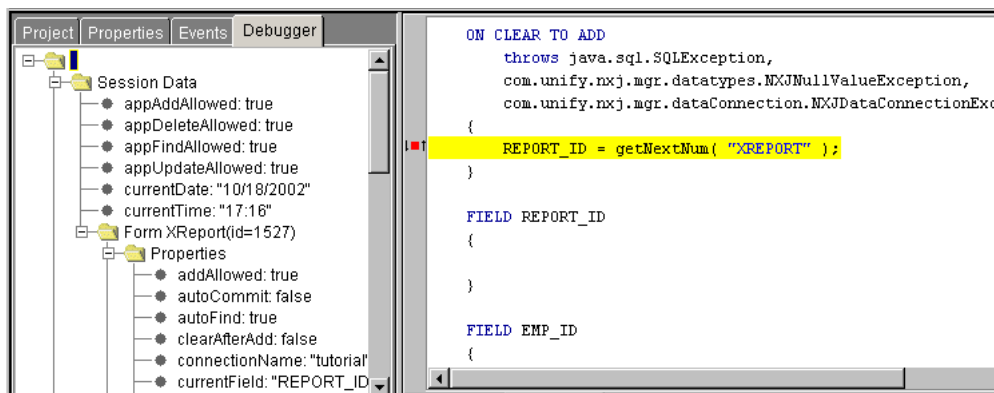 Project Properties Events Debugger
Session Data
appAddAllowed: true
appDeleteAllowed: true
appFindAllowed: true
appUpdateAllowed: true
currentDate: "10/18/2002"
currentTime: "17:16"
Form XReport(id=1527)
Properties
addAllowed: true
autoCommit: false
autoFind: true
clearAfterAdd: false
connectionName: "tutorial"
currentField: "REPORT_ID
ON CLEAR TO ADD
throws java.sql.SQLException,
com.unify.nxj.mgr.datatypes.NXJNullValueException,
com.unify.nxj.mgr.dataConnection.NXJDataConnectionExc
{
REPORT_ID = getNextNum( "XREPORT" );
}
FIELD REPORT_ID
{
}
FIELD EMP_ID
{